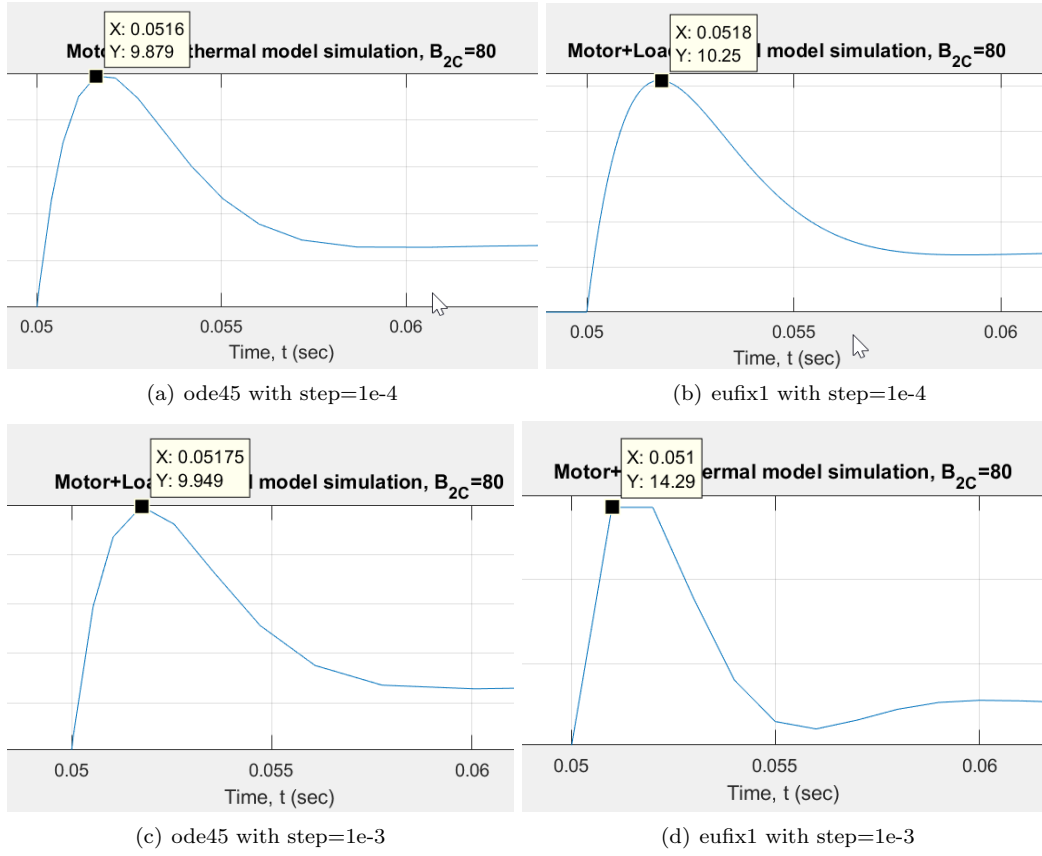 X: 0.0516
Y: 9.879
Moto thermal model simulation, B2C=80
0.05 0.055 0.06
Time, t (sec)
(a) ode45 with step=1e-4
X: 0.0518
Y: 10.25
Motor+Loa l model simulation, B2C=80
0.05 0.055 0.06
Time, t (sec)
(b) eufix1 with step=1e-4
X: 0.05175
Y: 9.949
Motor+Loa l model simulation, B2C=80
0.05 0.055 0.06
Time, t (sec)
(c) ode45 with step=1e-3
X: 0.051
Y: 14.29
Motor+ ermal model simulation, B2C=80
0.05 0.055 0.06
Time, t (sec)
(d) eufix1 with step=1e-3